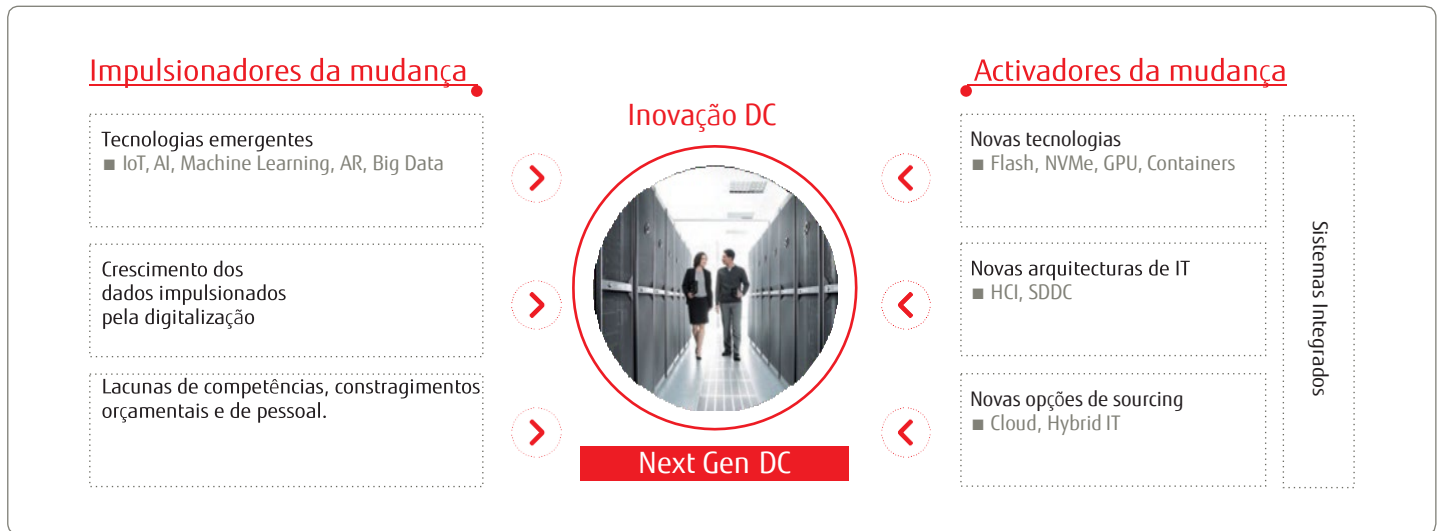 Impulsionadores da mudança
Tecnologias emergentes
■ IoT, AI, Machine Learning, AR, Big Data
Crescimento dos
dados impulsionados
pela digitalização
Lacunas de competências, constragimentos
orçamentais e de pessoal.
Inovação DC
Next Gen DC
Activadores da mudança
Novas tecnologias
■ Flash, NVMe, GPU, Containers
Novas arquitecturas de IT
■ HCI, SDDC
Novas opções de sourcing
■ Cloud, Hybrid IT
Sistemas Integrados